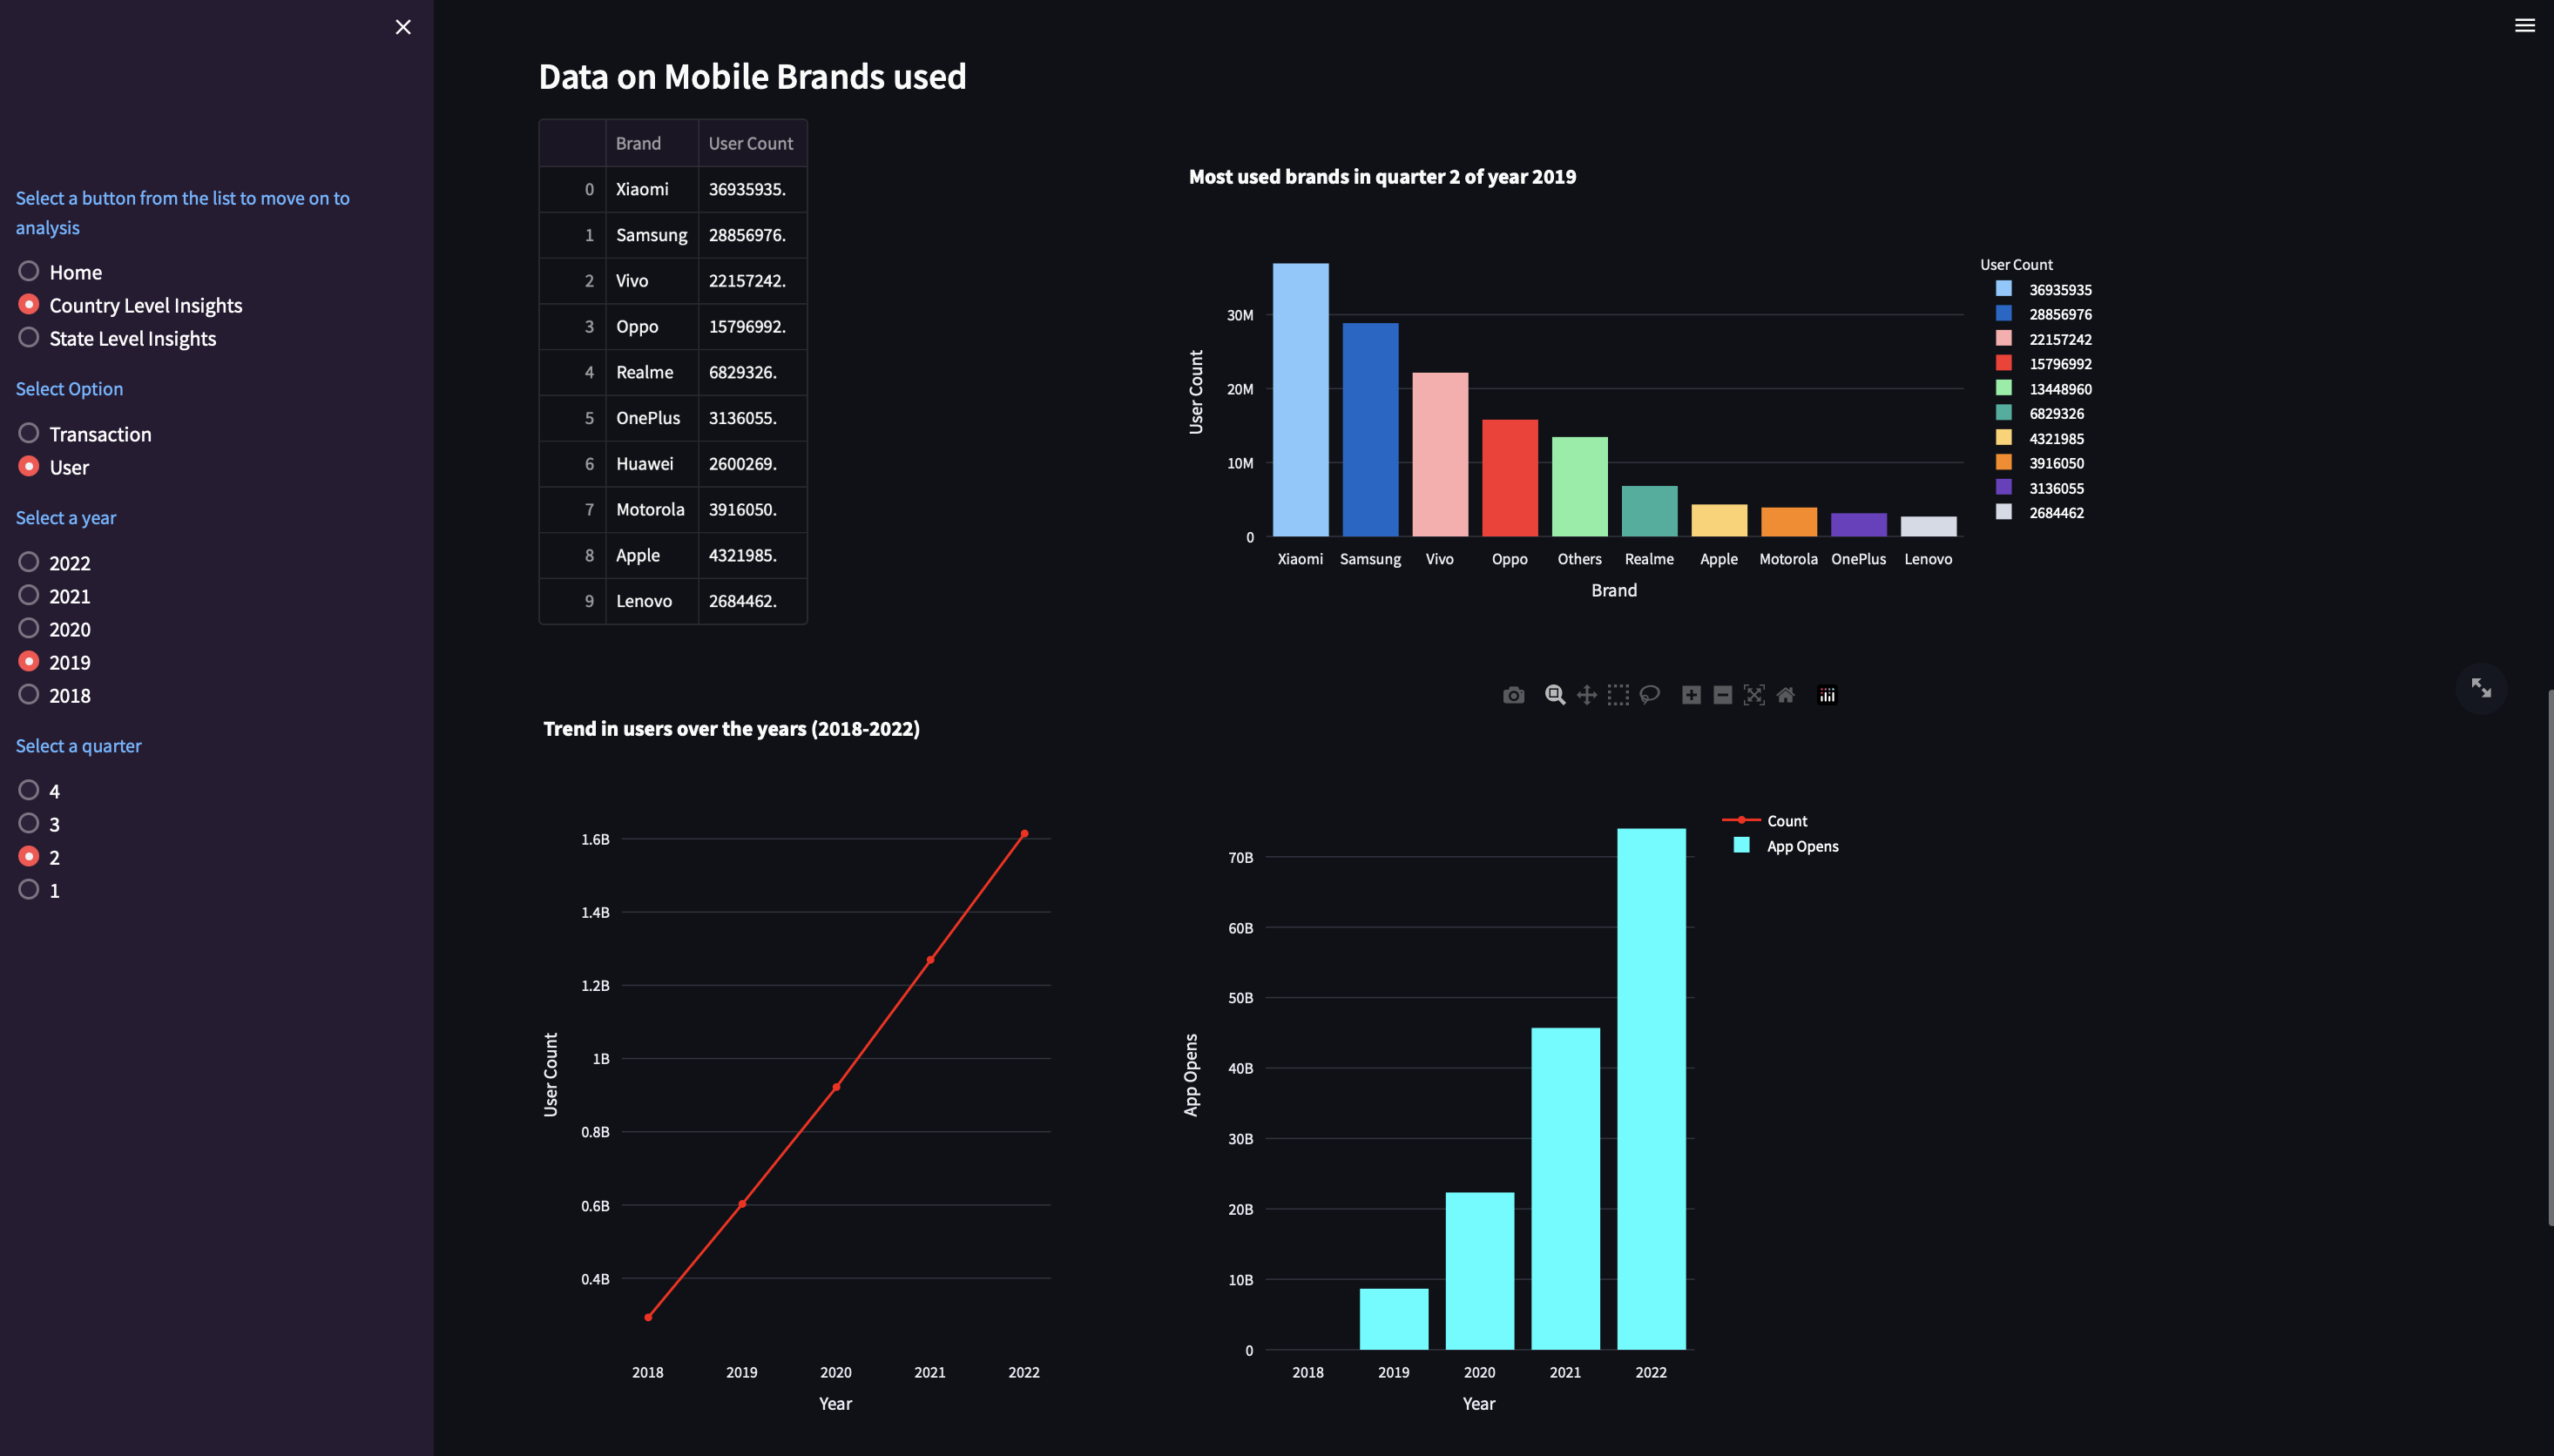 Select a button from the list to move on to
analysis
Home
Country Level Insights
State Level Insights
Select Option
Transaction
User
Select a year
2022
2021
2020
2019
2018
Select a quarter
4
3
2
1
Data on Mobile Brands used
Brand User Count
0 Xiaomi 36935935.
1 Samsung 28856976.
2 Vivo 22157242.
3 Oppo 15796992.
4 Realme 6829326.
5 OnePlus 3136055.
6 Huawei 2600269.
7 Motorola 3916050.
8 Apple 4321985.
9 Lenovo 2684462.
Most used brands in quarter 2 of year 2019
User Count
30M
20M
10M
0
Xiaomi Samsung Vivo Oppo Others Realme Apple Motorola OnePlus Lenovo
Brand
User Count
36935935
28856976
22157242
15796992
13448960
6829326
4321985
3916050
3136055
2684462
Trend in users over the years (2018-2022)
User Count
1.6B
1.4B
1.2B
1B
0.8B
0.6B
0.4B
2018 2019 2020 2021 2022
Year
App Opens
70B
60B
50B
40B
30B
20B
10B
0
2018 2019 2020 2021 2022
Year
Count
App Opens